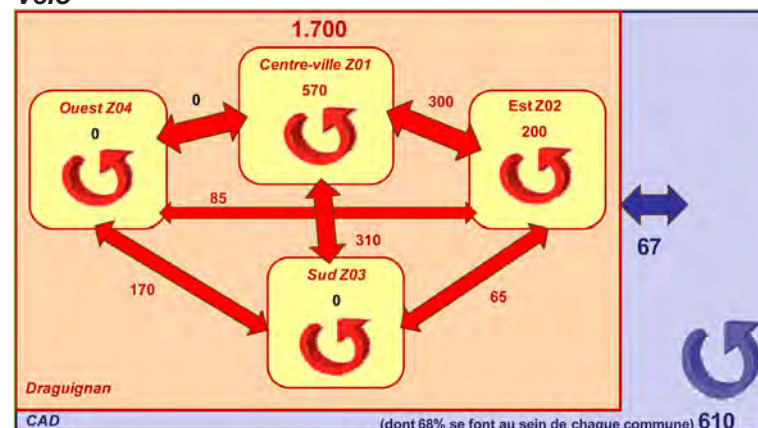 Vélo
1.700
Centre-ville Z01
570
Ouest Z04
0
0
300
Est Z02
200
85
310
67
170
Sud Z03
0
65
Draguignan
CAD
(dont 68% se font au sein de chaque commune) 610